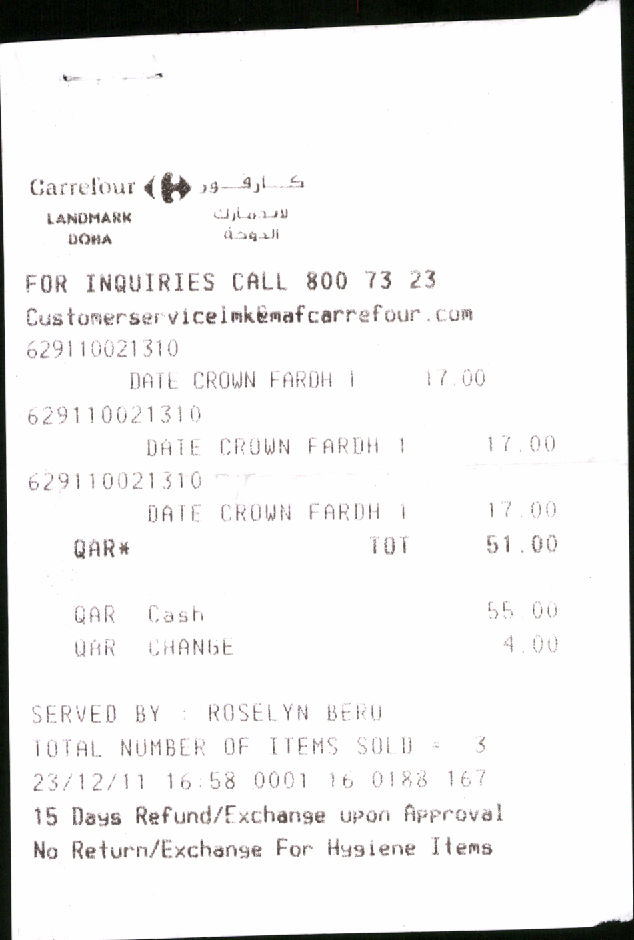 Carrefour كارفور
LANDMARK لاندمارك
DOHA الدوحة
FOR INQUIRIES CALL 800 73 23
Customerservicelmk@mafcarrefour.com
629110021310
DATE CROWN FARDH 1 17.00
629110021310
DATE CROWN FARDH 1 17.00
629110021310
DATE CROWN FARDH 1 17.00
QAR* TOT 51.00
QAR Cash 55.00
QAR CHANGE 4.00
SERVED BY : ROSELYN BERU
TOTAL NUMBER OF ITEMS SOLD = 3
23/12/11 16:58 0001 16 0188 167
15 Days Refund/Exchange upon Approval
No Return/Exchange For Hygiene Items